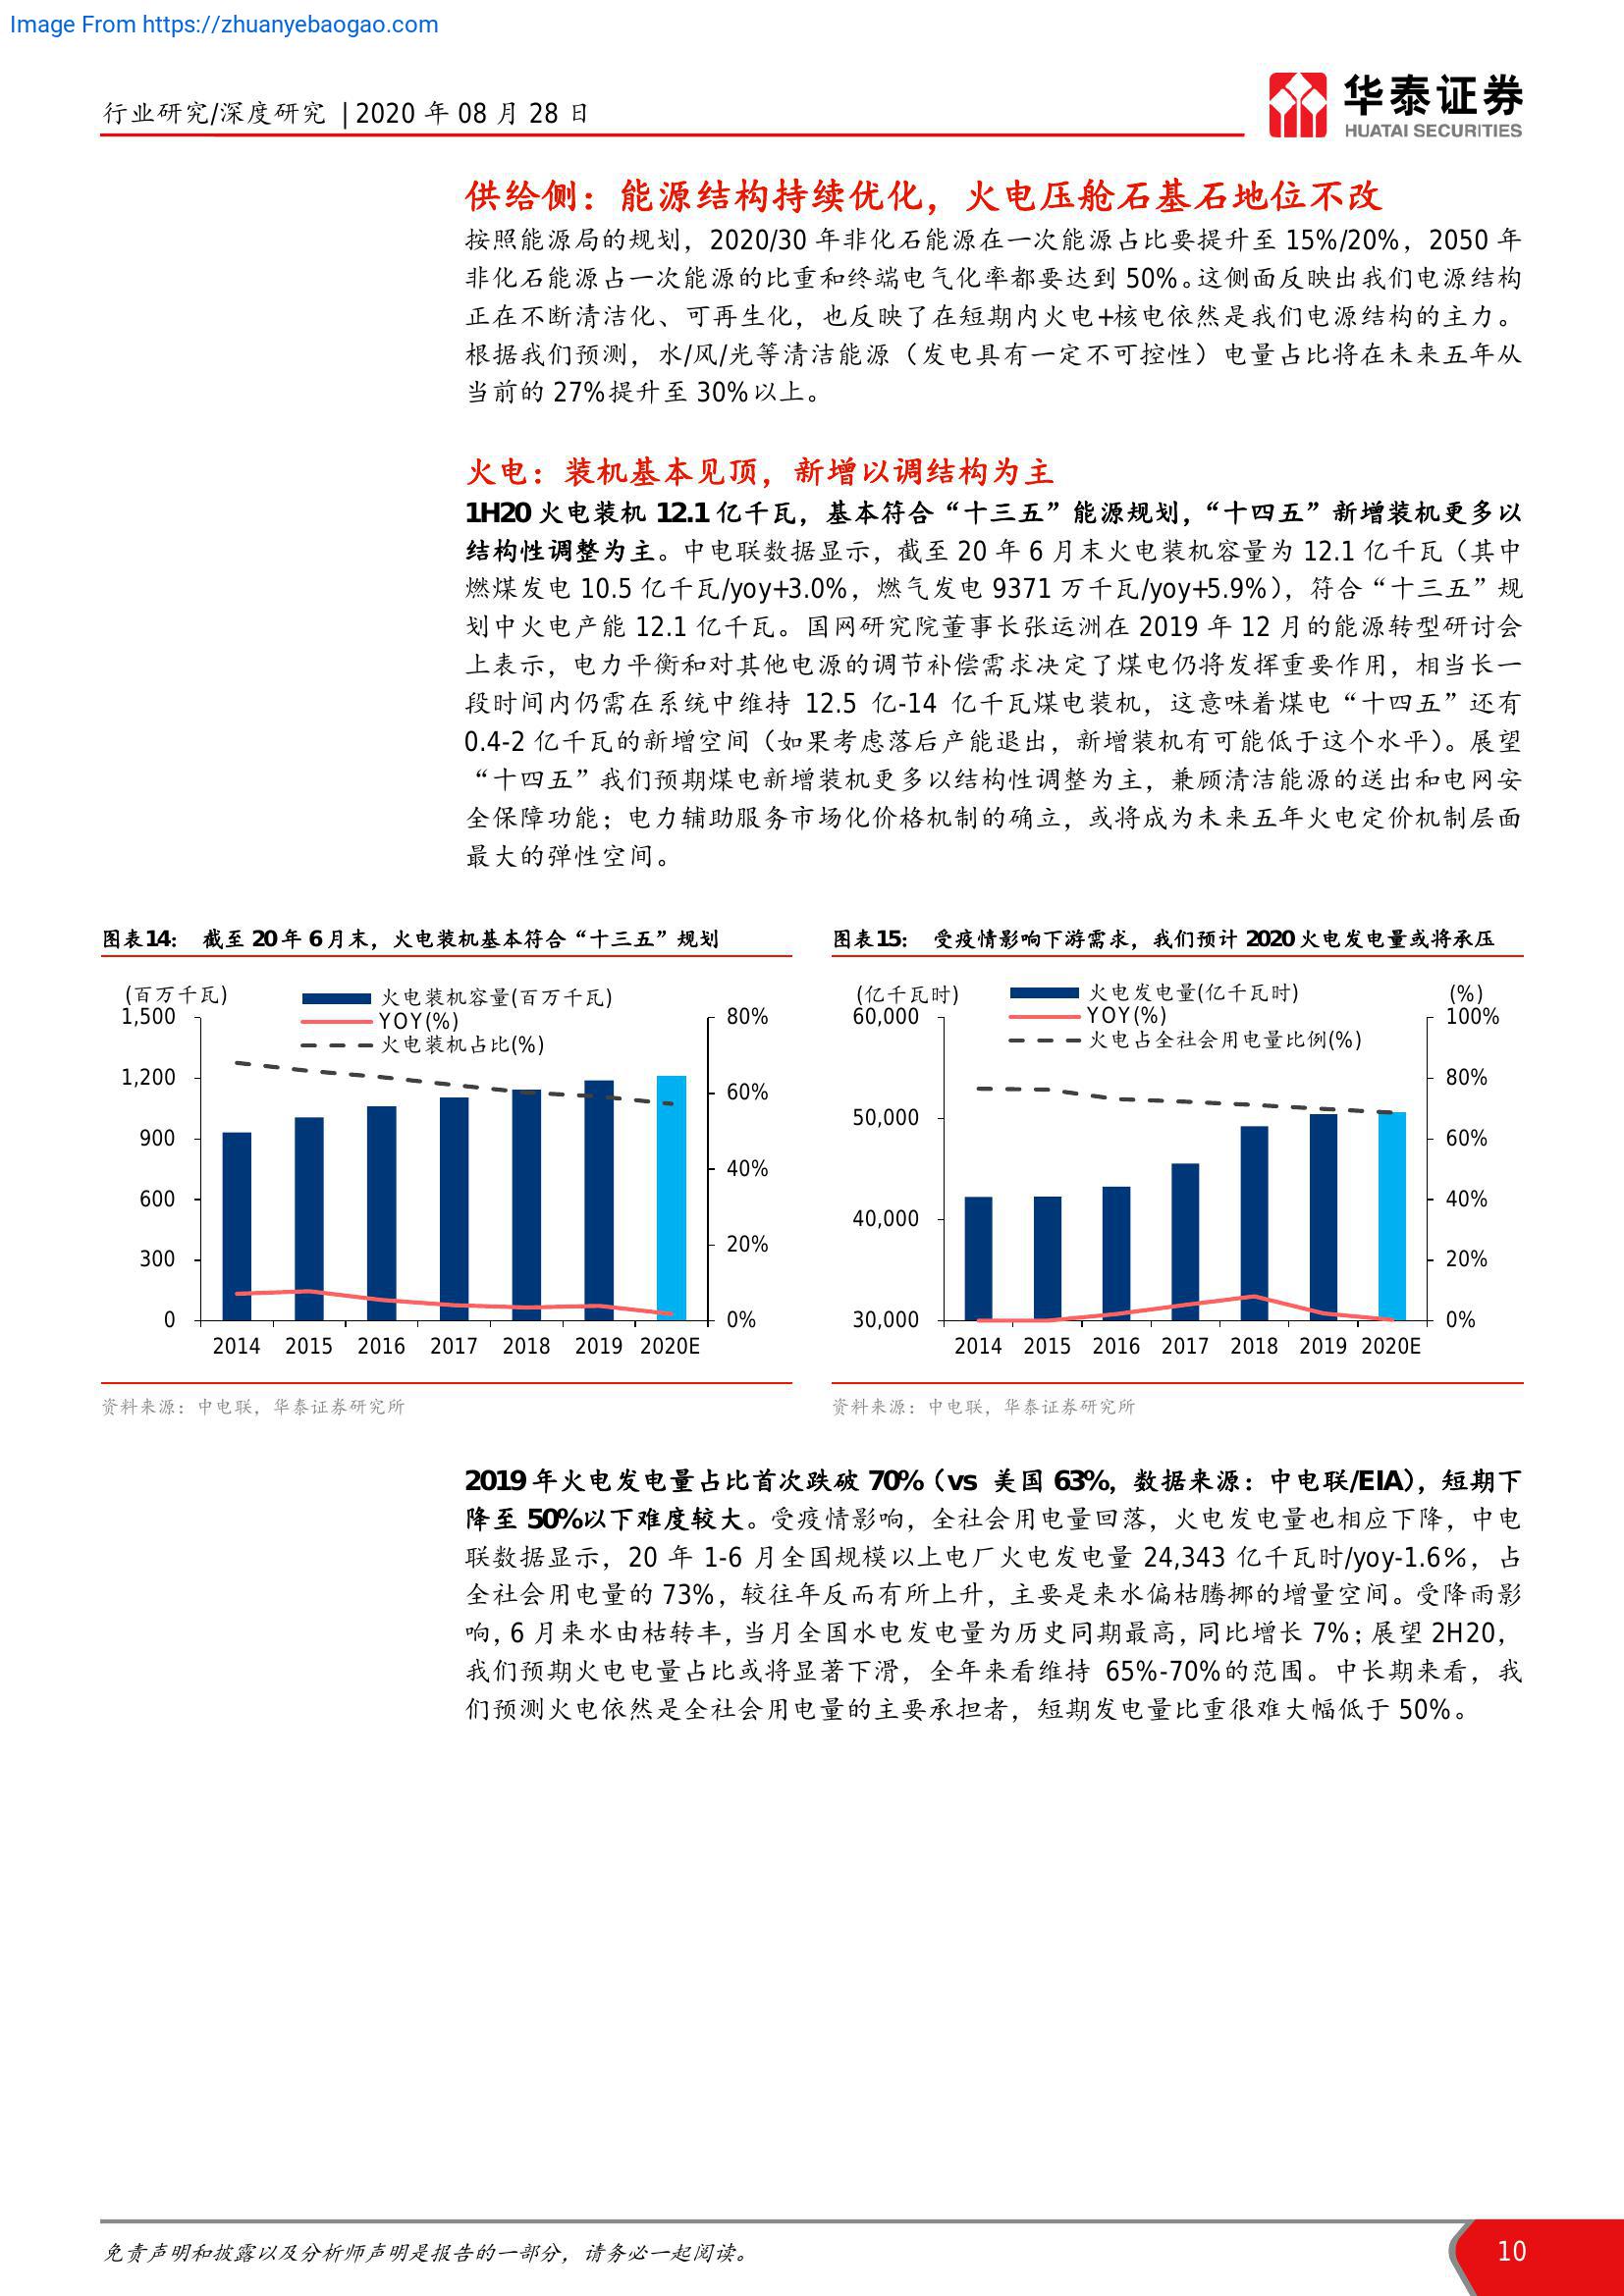 Image From https://zhuanyebaogao.com
行业研究/深度研究 | 2020 年 08 月 28 日
华泰证券
HUATAI SECURITIES
供给侧：能源结构持续优化，火电压舱石基石地位不改
按照能源局的规划，2020/30 年非化石能源在一次能源占比要提升至 15%/20%，2050 年
非化石能源占一次能源的比重和终端电气化率都要达到 50%。这侧面反映出我们电源结构
正在不断清洁化、可再生化，也反映了在短期内火电+核电依然是我们电源结构的主力。
根据我们预测，水/风/光等清洁能源（发电具有一定不可控性）电量占比将在未来五年从
当前的 27%提升至 30%以上。
火电：装机基本见顶，新增以调结构为主
1H20 火电装机 12.1 亿千瓦，基本符合“十三五”能源规划，“十四五”新增装机更多以
结构性调整为主。中电联数据显示，截至 20 年 6 月末火电装机容量为 12.1 亿千瓦（其中
燃煤发电 10.5 亿千瓦/yoy+3.0%，燃气发电 9371 万千瓦/yoy+5.9%），符合“十三五”规
划中火电产能 12.1 亿千瓦。国网研究院董事长张运洲在 2019 年 12 月的能源转型研讨会
上表示，电力平衡和对其他电源的调节补偿需求决定了煤电仍将发挥重要作用，相当长一
段时间内仍需在系统中维持 12.5 亿-14 亿千瓦煤电装机，这意味着煤电“十四五”还有
0.4-2 亿千瓦的新增空间（如果考虑落后产能退出，新增装机有可能低于这个水平）。展望
“十四五”我们预期煤电新增装机更多以结构性调整为主，兼顾清洁能源的送出和电网安
全保障功能；电力辅助服务市场化价格机制的确立，或将成为未来五年火电定价机制层面
最大的弹性空间。
图表14： 截至 20 年 6 月末，火电装机基本符合“十三五”规划
(百万千瓦)
火电装机容量(百万千瓦)
YOY(%)
火电装机占比(%)
1,500
1,200
900
600
300
0
80%
60%
40%
20%
0%
2014 2015 2016 2017 2018 2019 2020E
资料来源：中电联，华泰证券研究所
图表15： 受疫情影响下游需求，我们预计 2020 火电发电量或将承压
(亿千瓦时)
火电发电量(亿千瓦时)
YOY(%)
火电占全社会用电量比例(%)
(%)
60,000
50,000
40,000
30,000
100%
80%
60%
40%
20%
0%
2014 2015 2016 2017 2018 2019 2020E
资料来源：中电联，华泰证券研究所
2019 年火电发电量占比首次跌破 70%（vs 美国 63%，数据来源：中电联/EIA），短期下
降至 50%以下难度较大。受疫情影响，全社会用电量回落，火电发电量也相应下降，中电
联数据显示，20 年 1-6 月全国规模以上电厂火电发电量 24,343 亿千瓦时/yoy-1.6%，占
全社会用电量的 73%，较往年反而有所上升，主要是来水偏枯腾挪的增量空间。受降雨影
响，6 月来水由枯转丰，当月全国水电发电量为历史同期最高，同比增长 7%；展望 2H20，
我们预期火电电量占比或将显著下滑，全年来看维持 65%-70%的范围。中长期来看，我
们预测火电依然是全社会用电量的主要承担者，短期发电量比重很难大幅低于 50%。
免责声明和披露以及分析师声明是报告的一部分，请务必一起阅读。
10